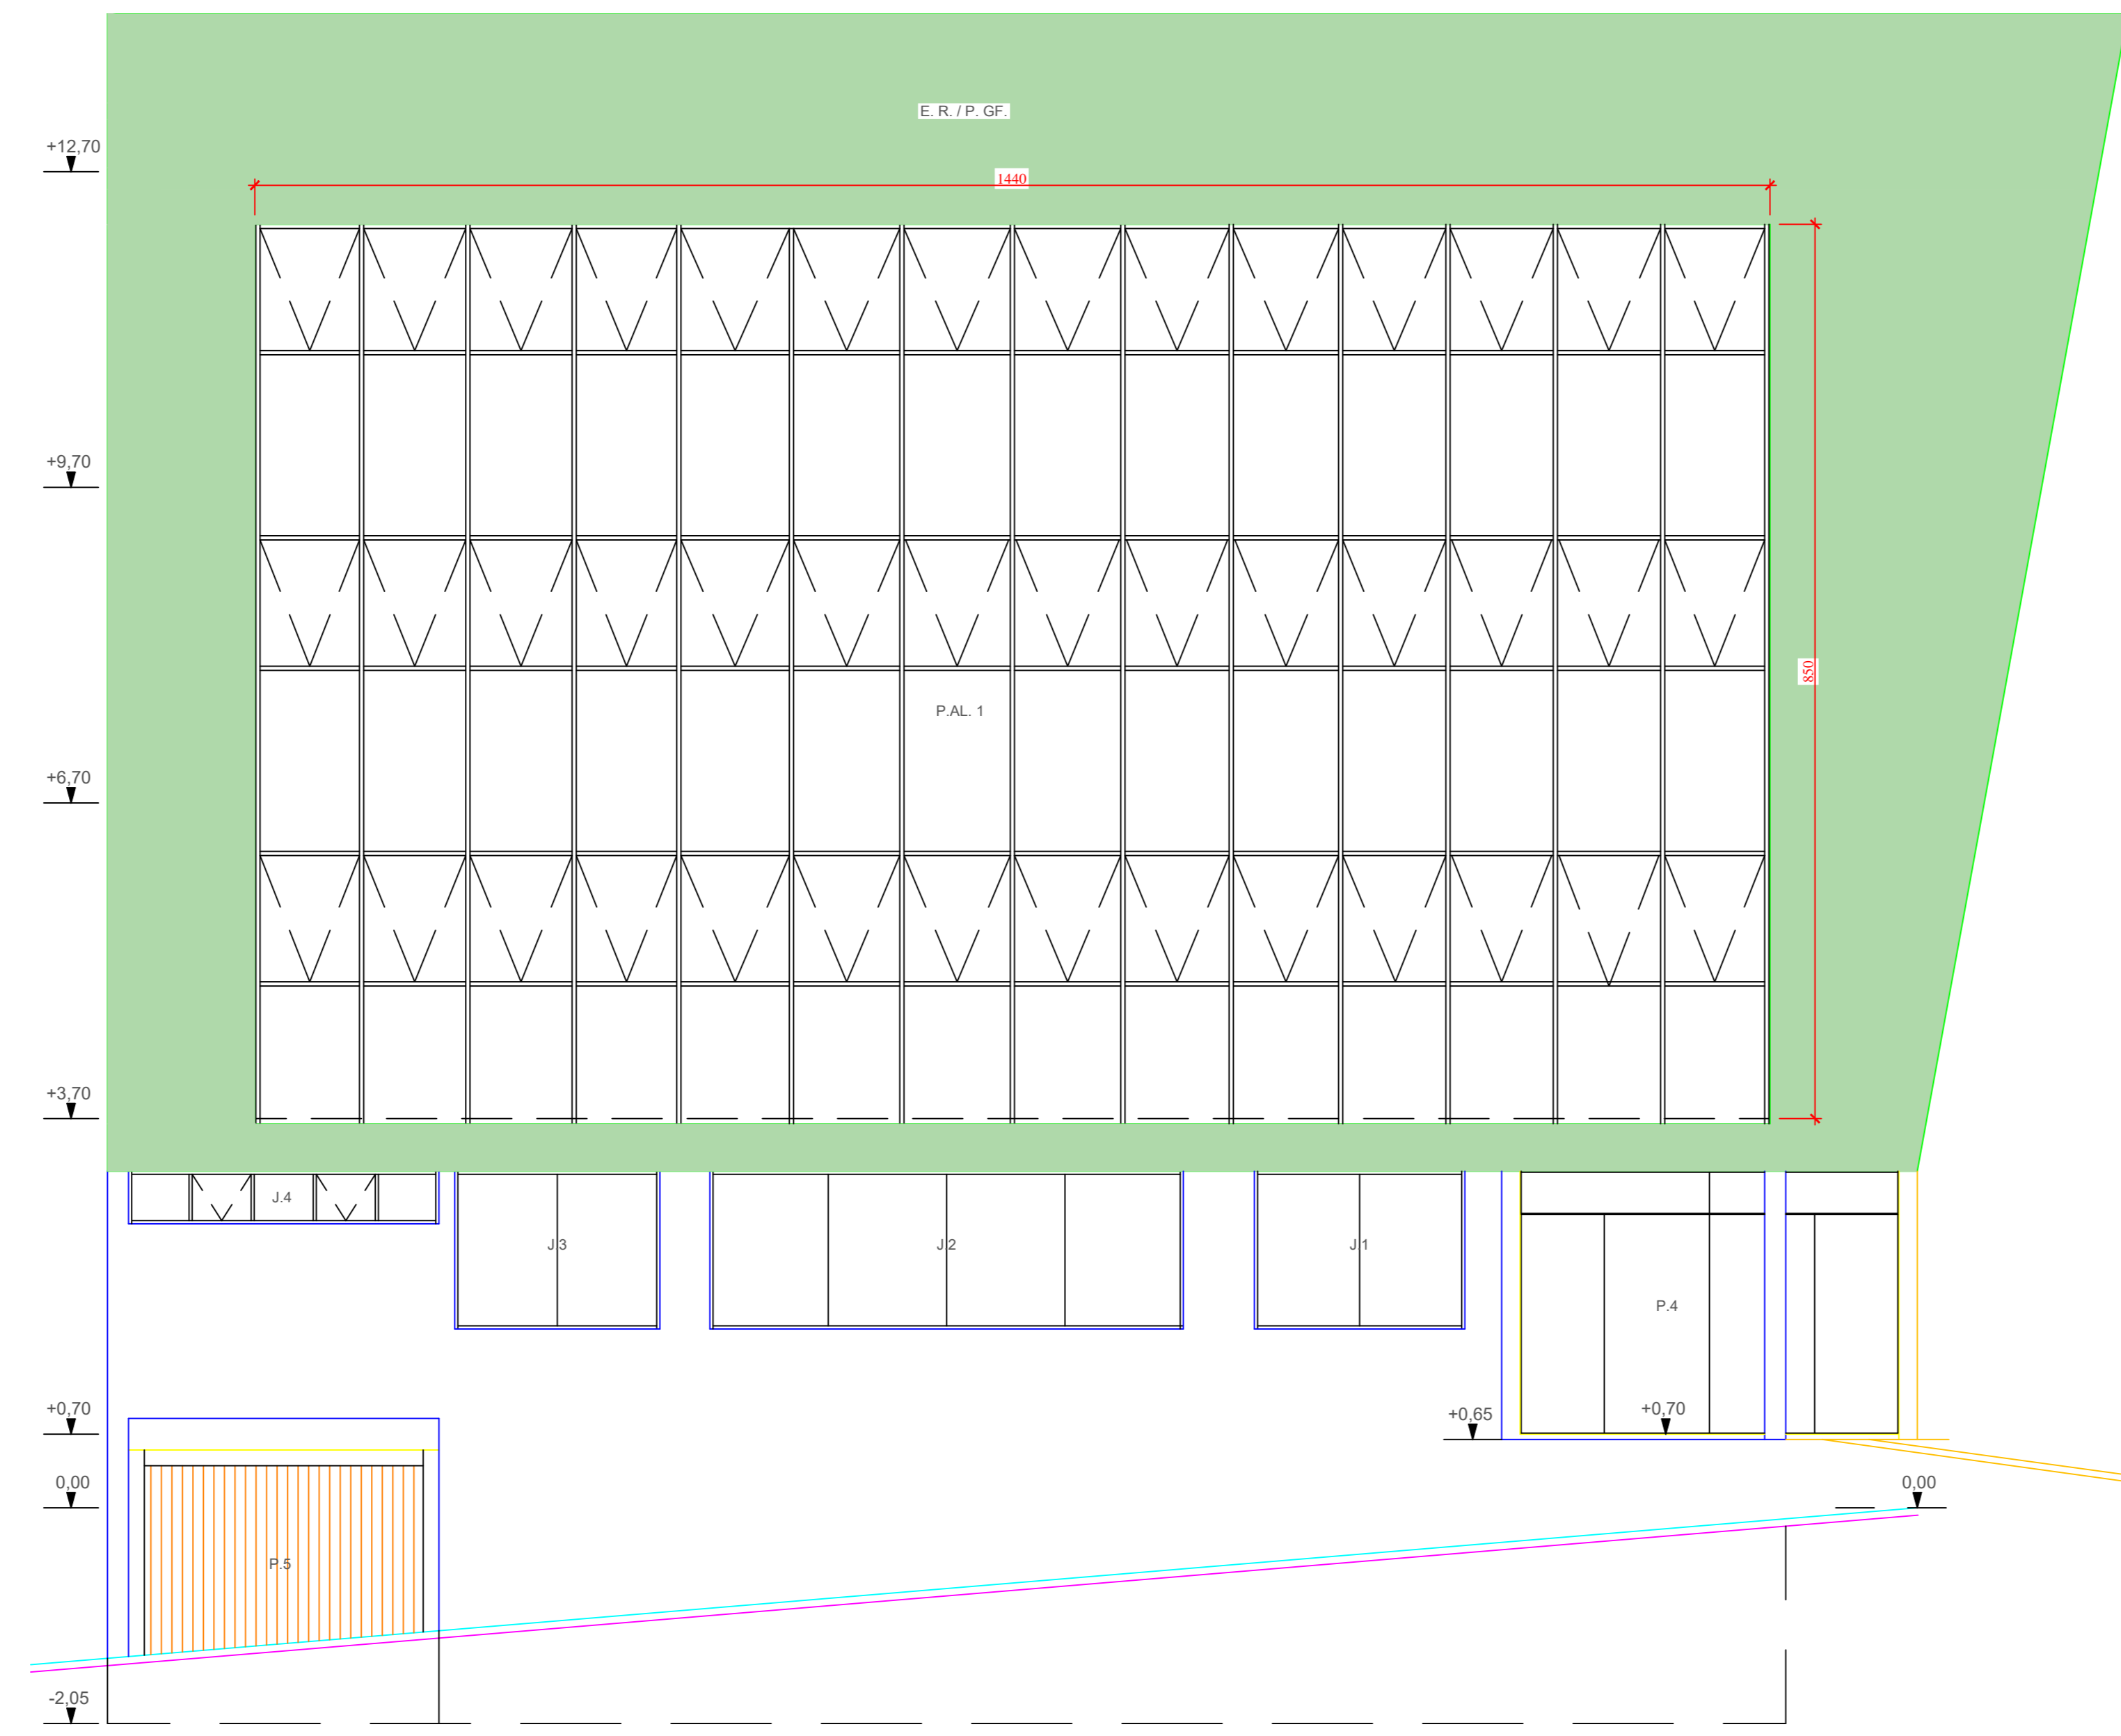 E. R. / P. GF.
+12,70
1440
+9,70
850
P.AL. 1
+6,70
+3,70
J.4
J.3
J.2
J.1
P.4
+0,70
+0,65
+0,70
0,00
0,00
P.5
-2,05